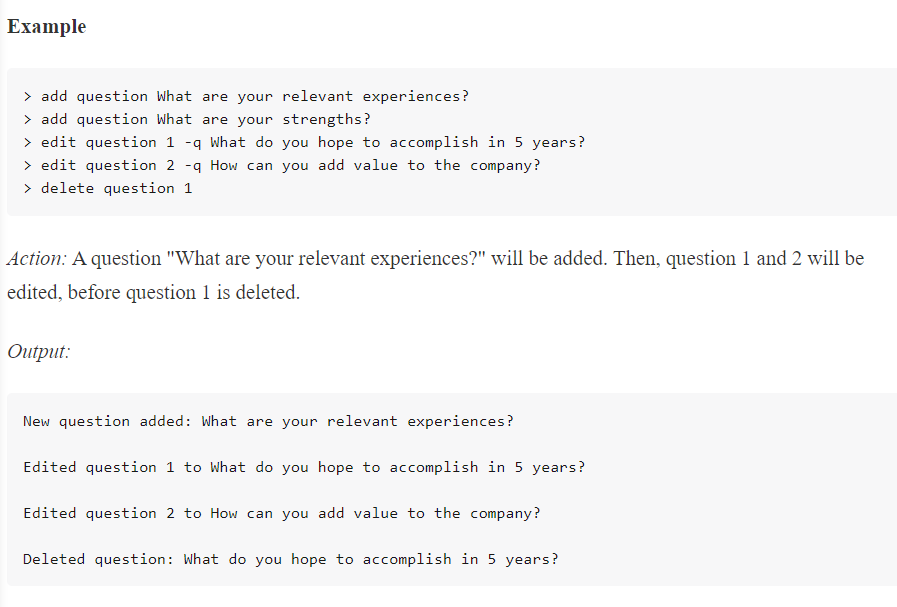 Example
> add question What are your relevant experiences?
> add question What are your strengths?
> edit question 1 -q What do you hope to accomplish in 5 years?
> edit question 2 -q How can you add value to the company?
> delete question 1
Action: A question "What are your relevant experiences?" will be added. Then, question 1 and 2 will be
edited, before question 1 is deleted.
Output:
New question added: What are your relevant experiences?
Edited question 1 to What do you hope to accomplish in 5 years?
Edited question 2 to How can you add value to the company?
Deleted question: What do you hope to accomplish in 5 years?